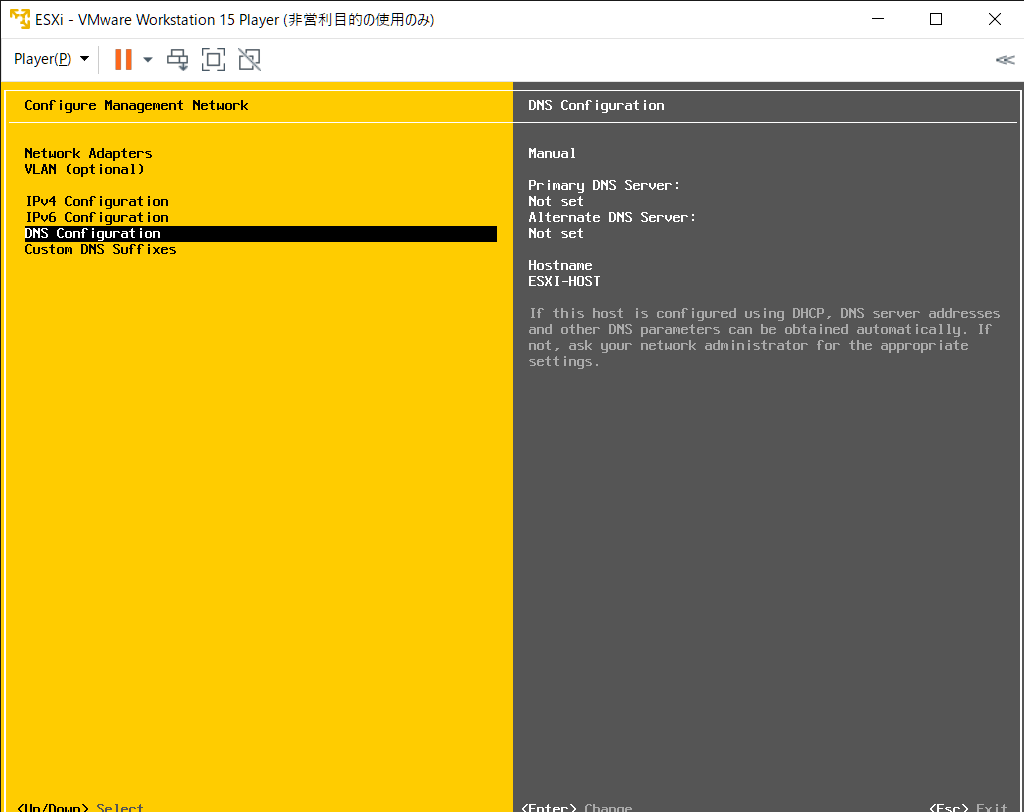 ESXi - VMware Workstation 15 Player (非営利目的の使用のみ)
Player(P)
Configure Management Network
Network Adapters
VLAN (optional)
IPv4 Configuration
IPv6 Configuration
DNS Configuration
Custom DNS Suffixes
<Up/Down> Select
DNS Configuration
Manual
Primary DNS Server:
Not set
Alternate DNS Server:
Not set
Hostname
ESXI-HOST
If this host is configured using DHCP, DNS server addresses
and other DNS parameters can be obtained automatically. If
not, ask your network administrator for the appropriate
settings.
<Enter> Change
<Esc> Exit